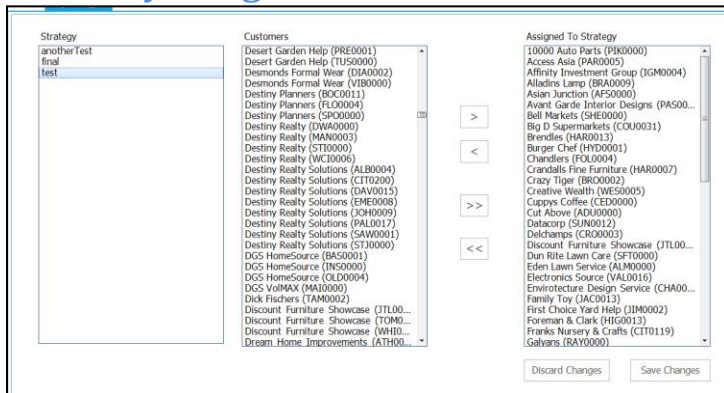 Strategy
anotherTest
final
test
Customers
Desert Garden Help (PRE0001)
Desert Garden Help (TUS0000)
Desmonds Formal Wear (DIA0002)
Desmonds Formal Wear (VIB0000)
Destiny Planners (BOC0011)
Destiny Planners (FLO0004)
Destiny Planners (SPO0000)
Destiny Realty (DWA0000)
Destiny Realty (MAN0003)
Destiny Realty (STI0000)
Destiny Realty (WCI0006)
Destiny Realty Solutions (ALB0004)
Destiny Realty Solutions (CIT0200)
Destiny Realty Solutions (DAV0015)
Destiny Realty Solutions (EME0008)
Destiny Realty Solutions (JOH0009)
Destiny Realty Solutions (PAL0017)
Destiny Realty Solutions (SAW0001)
Destiny Realty Solutions (STJ0000)
DGS HomeSource (BAS0001)
DGS HomeSource (INS0000)
DGS HomeSource (OLD0004)
DGS VolMAX (MAI0000)
Dick Fischers (TAM0002)
Discount Furniture Showcase (JTL00...
Discount Furniture Showcase (TOM0...
Discount Furniture Showcase (WHI0...
Dream Home Improvements (ATH00...
>
<
>>
<<
Assigned To Strategy
10000 Auto Parts (PIK0000)
Access Asia (PAR0005)
Affinity Investment Group (IGM0004)
Alladins Lamp (BRA0009)
Asian Junction (AFS0000)
Avant Garde Interior Designs (PAS00...
Bell Markets (SHE0000)
Big D Supermarkets (COU0031)
Brendles (HAR0013)
Burger Chef (HYD0001)
Chandlers (FOL0004)
Crandalls Fine Furniture (HAR0007)
Crazy Tiger (BRO0002)
Creative Wealth (WES0005)
Cuppys Coffee (CED0000)
Cut Above (ADU0000)
Datacorp (SUN0012)
Delchamps (CRO0003)
Discount Furniture Showcase (JTL00...
Dun Rite Lawn Care (SFT0000)
Eden Lawn Service (ALM0000)
Electronics Source (VAL0016)
Envirotecture Design Service (CHA00...
Family Toy (JAC0013)
First Choice Yard Help (JIM0002)
Foreman & Clark (HIG0013)
Franks Nursery & Crafts (CIT0119)
Galvans (RAY0000)
Discard Changes
Save Changes